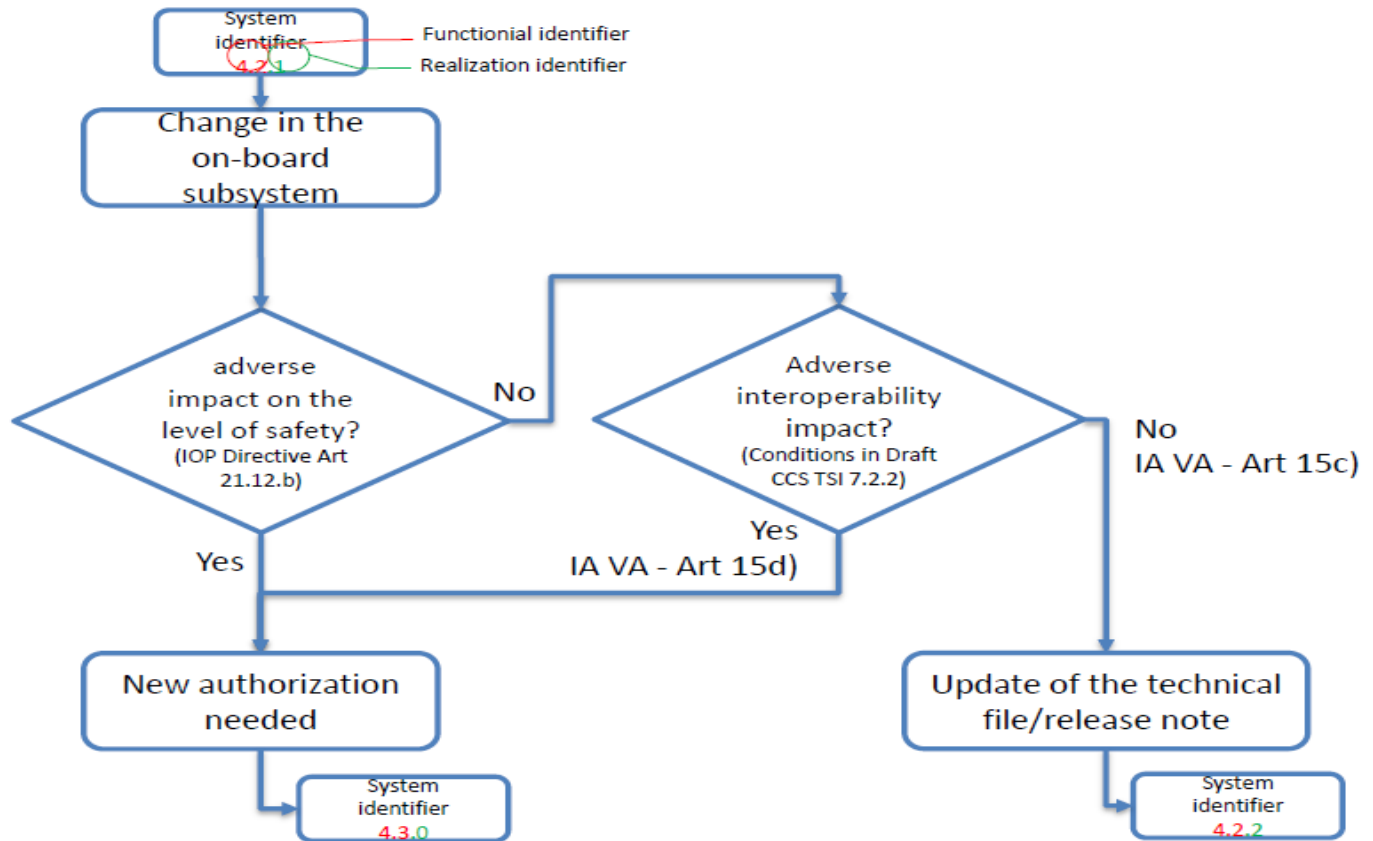 System
identifier
4.2.1
Functionial identifier
Realization identifier
Change in the
on-board
subsystem
adverse
impact on the
level of safety?
(IOP Directive Art
21.12.b)
No
Adverse
interoperability
impact?
(Conditions in Draft
CCS TSI 7.2.2)
No
IA VA - Art 15c)
Yes
Yes
IA VA - Art 15d)
New authorization
needed
Update of the technical
file/release note
System
identifier
4.3.0
System
identifier
4.2.2